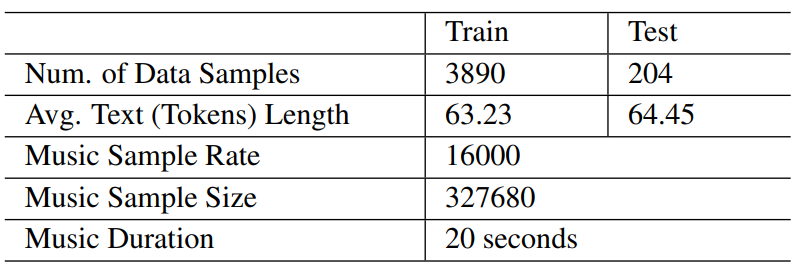 Train Test
Num. of Data Samples 3890 204
Avg. Text (Tokens) Length 63.23 64.45
Music Sample Rate 16000
Music Sample Size 327680
Music Duration 20 seconds